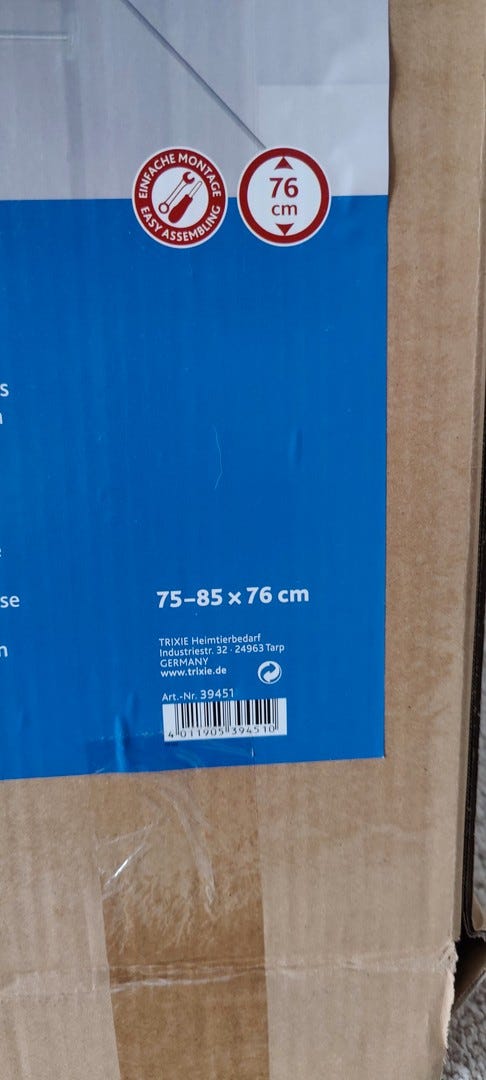 EINFACHE MONTAGE
EASY ASSEMBLING
76
cm
s
se
n
75–85 x 76 cm
TRIXIE Heimtierbedarf
Industriestr. 32 · 24963 Tarp
GERMANY
www.trixie.de
Art.-Nr. 39451
4 011905 394510